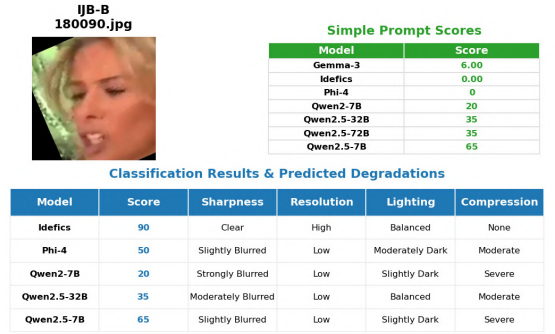 IJB-B
180090.jpg
Simple Prompt Scores
Model Score
Gemma-3 6.00
Idefics 0.00
Phi-4 0
Qwen2-7B 20
Qwen2.5-32B 35
Qwen2.5-72B 35
Qwen2.5-7B 65
Classification Results & Predicted Degradations
Model Score Sharpness Resolution Lighting Compression
Idefics 90 Clear High Balanced None
Phi-4 50 Slightly Blurred Low Moderately Dark Moderate
Qwen2-7B 20 Strongly Blurred Low Slightly Dark Severe
Qwen2.5-32B 35 Moderately Blurred Low Balanced Moderate
Qwen2.5-7B 65 Slightly Blurred Low Slightly Dark Severe